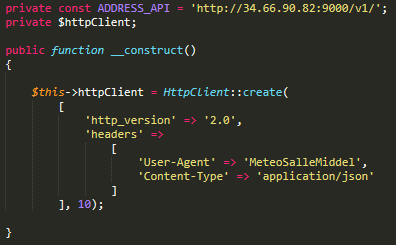 private const ADDRESS_API = 'http://34.66.90.82:9000/v1/';
private $httpClient;
public function __construct()
{
$this->httpClient = HttpClient::create(
[
'http_version' => '2.0',
'headers' =>
[
'User-Agent' => 'MeteoSalleMiddel',
'Content-Type' => 'application/json'
]
], 10);
}